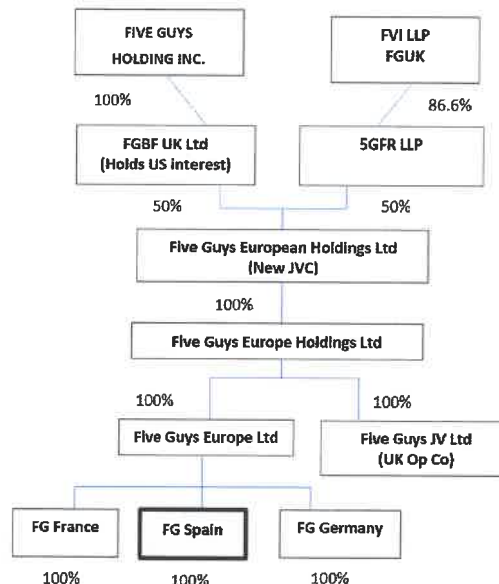 FIVE GUYS
HOLDING INC.
FVI LLP
FGUK
100%
86.6%
FGBF UK Ltd
(Holds US interest)
5GFR LLP
50%
50%
Five Guys European Holdings Ltd
(New JVC)
100%
Five Guys Europe Holdings Ltd
100%
100%
Five Guys Europe Ltd
Five Guys JV Ltd
(UK Op Co)
FG France
FG Spain
FG Germany
100%
100%
100%